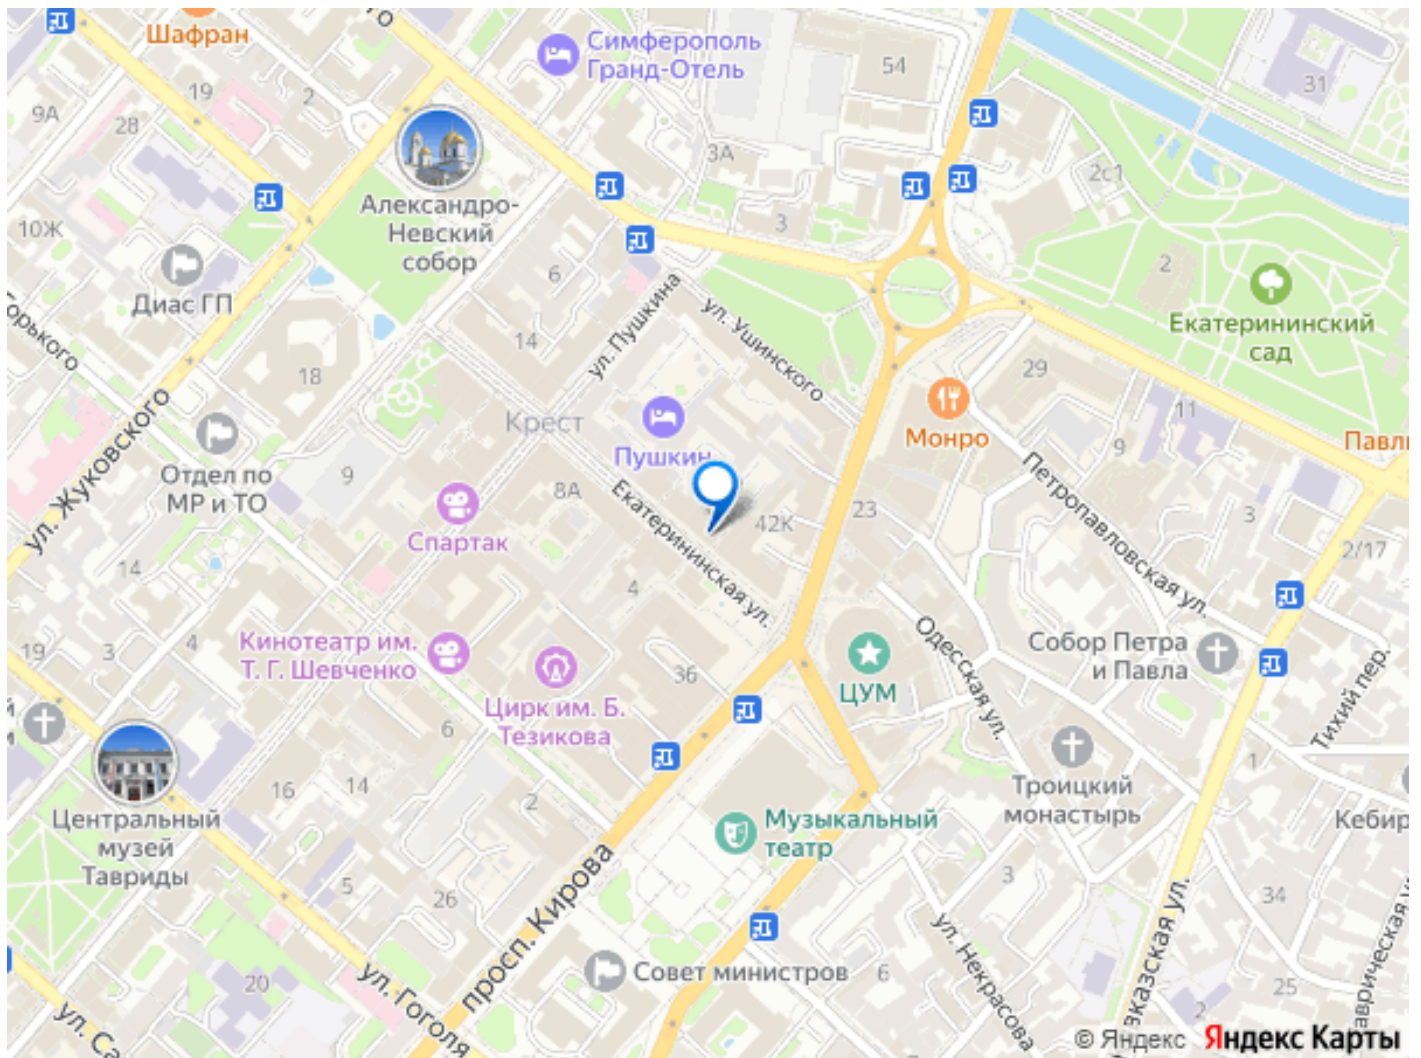 Шафран
Симферополь
Гранд-Отель
54
31
19
2
9А
28
3А
2с1
Александро-
Невский
собор
10Ж
3
6
2
Диас ГП
Екатерининский
сад
ул. Пушкина
ул. Ушинского
14
18
29
11
Крест
Пушкин
Монро
9
ул. Жуковского
Отдел по
МР и ТО
9
8А
Спартак
Екатерининская ул.
42К
23
Петропавловская ул.
3
2/17
14
4
4
19
3
Кинотеатр им.
Т. Г. Шевченко
Цирк им. Б.
Тезикова
36
ЦУМ
Одесская ул.
Собор Петра
и Павла
Тихий пер.
6
Центральный
музей
Тавриды
16
14
2
Троицкий
монастырь
1
Музыкальный
театр
5
26
просп. Кирова
3
34
ул. Некрасова
20
ул. Гоголя
Совет министров
6
2
25
© Яндекс
Яндекс Карты